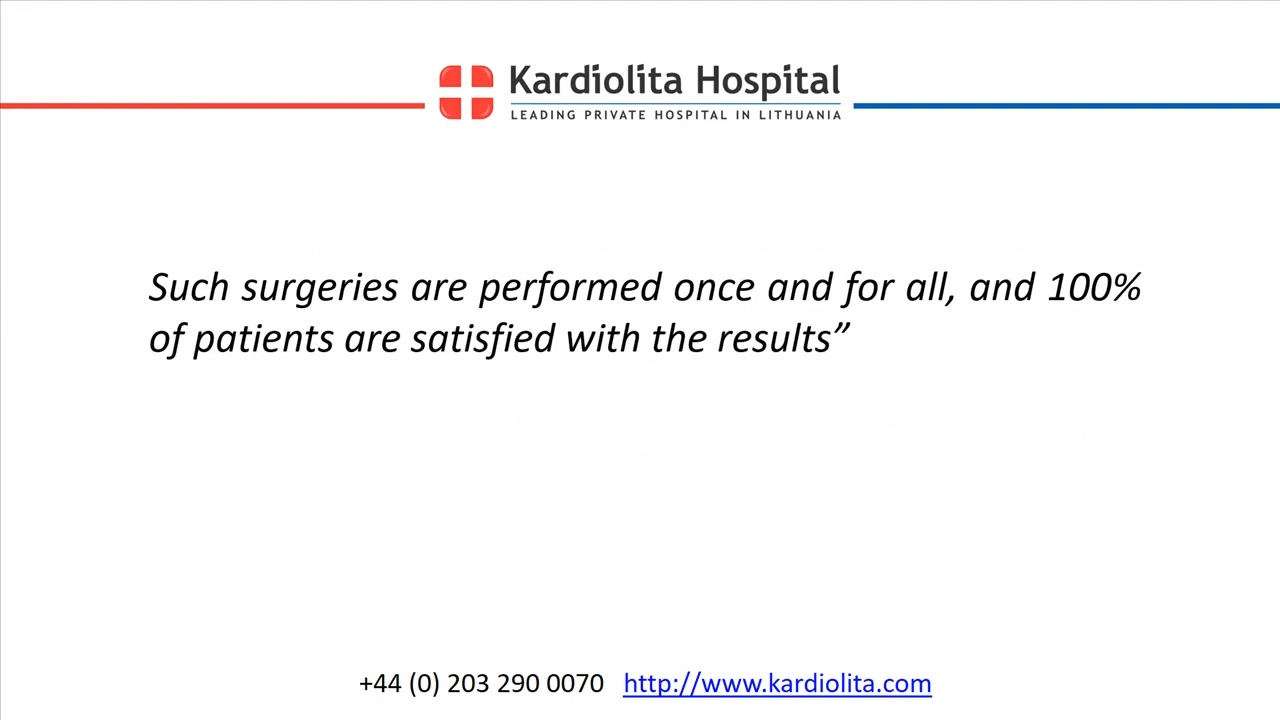 Kardiolita Hospital
LEADING PRIVATE HOSPITAL IN LITHUANIA
Such surgeries are performed once and for all, and 100%
of patients are satisfied with the results”
+44 (0) 203 290 0070 http://www.kardiolita.com